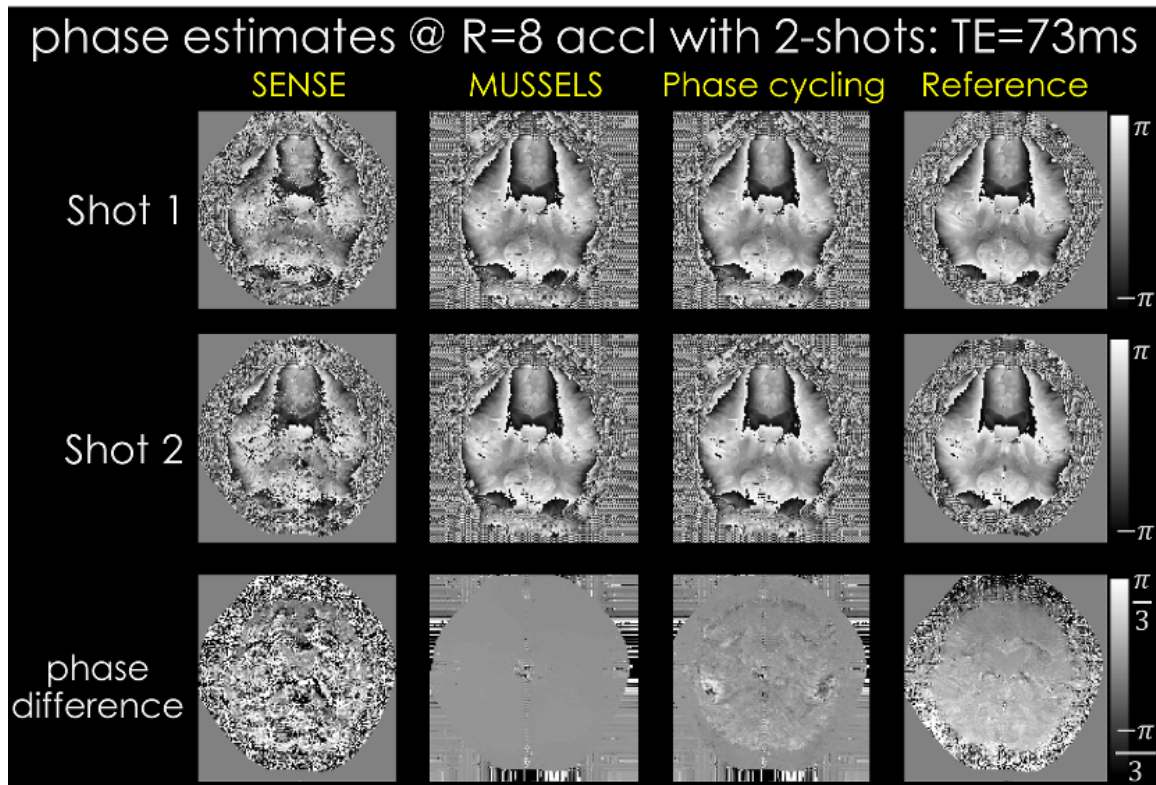 phase estimates @ R=8 accl with 2-shots: TE=73ms
SENSE MUSSELS Phase cycling Reference
Shot 1
π
−π
Shot 2
π
−π
phase
difference
π
3
−π
3